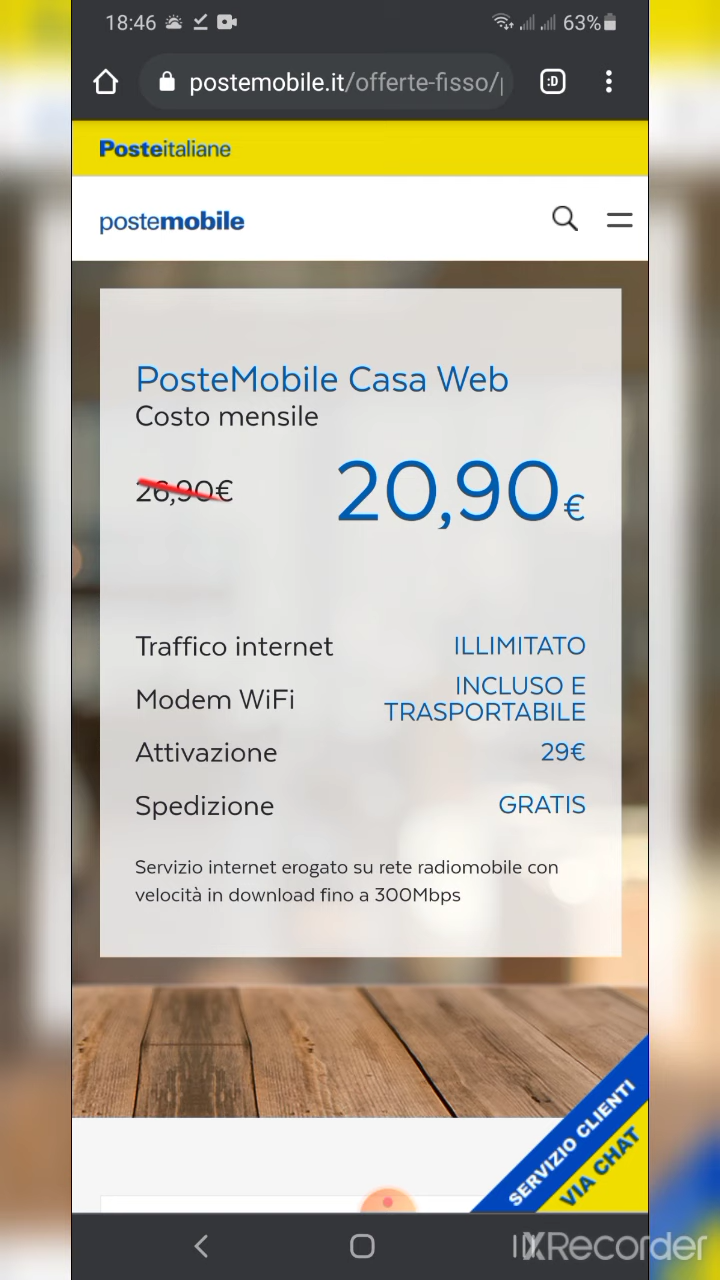 18:46
63%
postemobile.it/offerte-fisso/
:D
Posteitaliane
postemobile
PosteMobile Casa Web
Costo mensile
26,90€
20,90€
Traffico internet ILLIMITATO
Modem WiFi INCLUSO E TRASPORTABILE
Attivazione 29€
Spedizione GRATIS
Servizio internet erogato su rete radiomobile con
velocità in download fino a 300Mbps
SERVIZIO CLIENTI
VIA CHAT
XRecorder